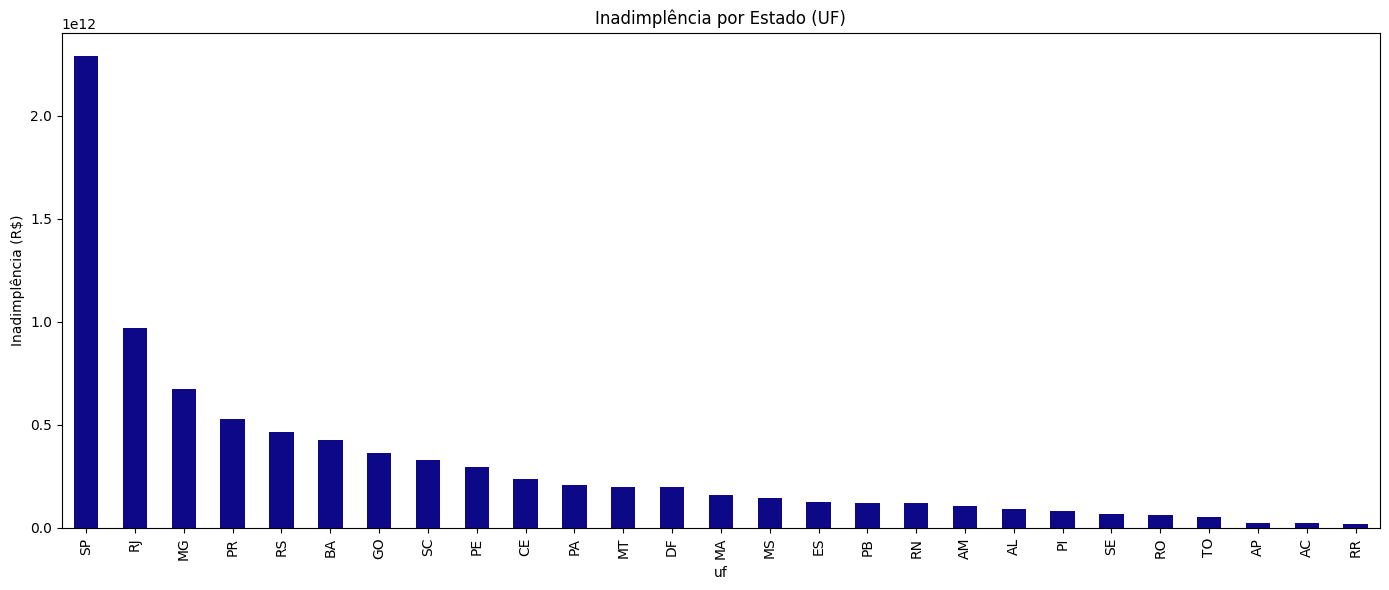 Inadimplência por Estado (UF)
1e12
2.0
1.5
1.0
0.5
0.0
Inadimplência (R$)
SP RJ MG PR RS BA GO SC PE CE PA MT DF MA MS ES PB RN AM AL PI SE RO TO AP AC RR
uf